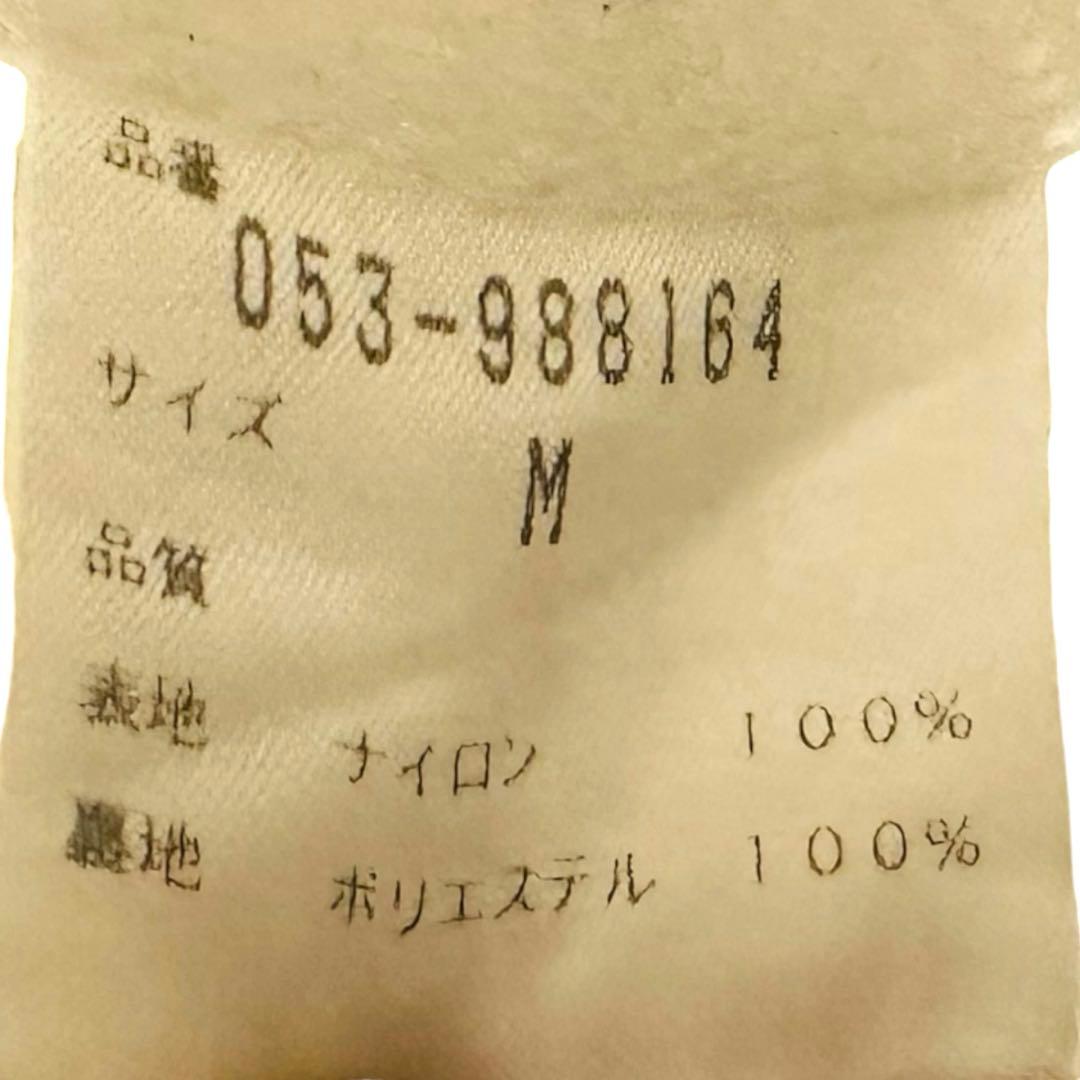 品番
053-988164
サイズ
M
品質
表地 ナイロン 100%
裏地 ポリエステル 100%